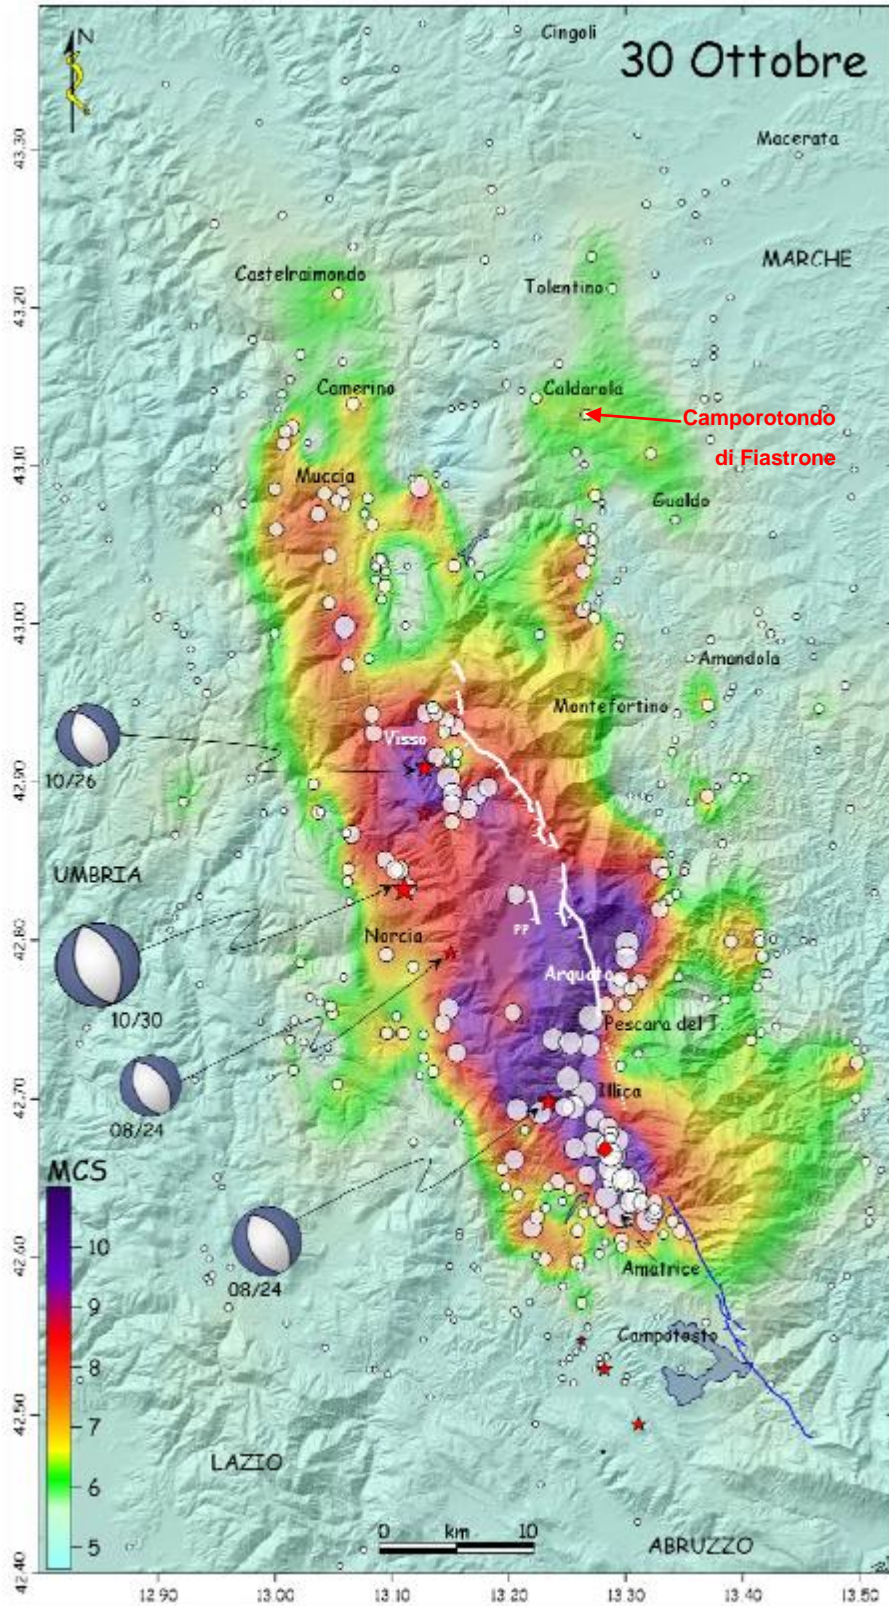 N
Cingoli
30 Ottobre
Macerata
43.30
MARCHE
Castelraimondo
Tolentino
43.20
Camerino
Caldarola
Camporotondo
di Fiastrone
43.10
Muccia
Gualdo
43.00
Amandola
Montefortino
Visso
10/26
42.90
UMBRIA
Norcia
PP
42.80
Arquata
10/30
Pescara del T.
Illica
42.70
08/24
MCS
10
9
8
7
6
5
42.60
Amatrice
08/24
Campotosto
42.50
LAZIO
0 km 10
ABRUZZO
42.40
12.90 13.00 13.10 13.20 13.30 13.40 13.50